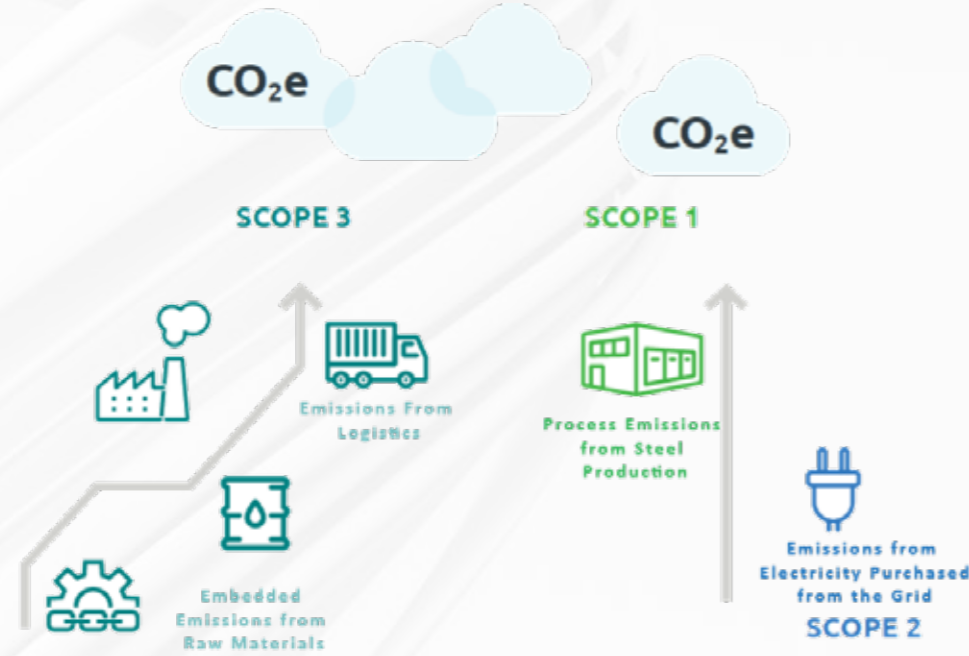 CO₂e
CO₂e
SCOPE 3
SCOPE 1
Emissions From
Logistics
Process Emissions
from Steel
Production
Emissions from
Electricity Purchased
from the Grid
SCOPE 2
Embedded
Emissions from
Raw Materials